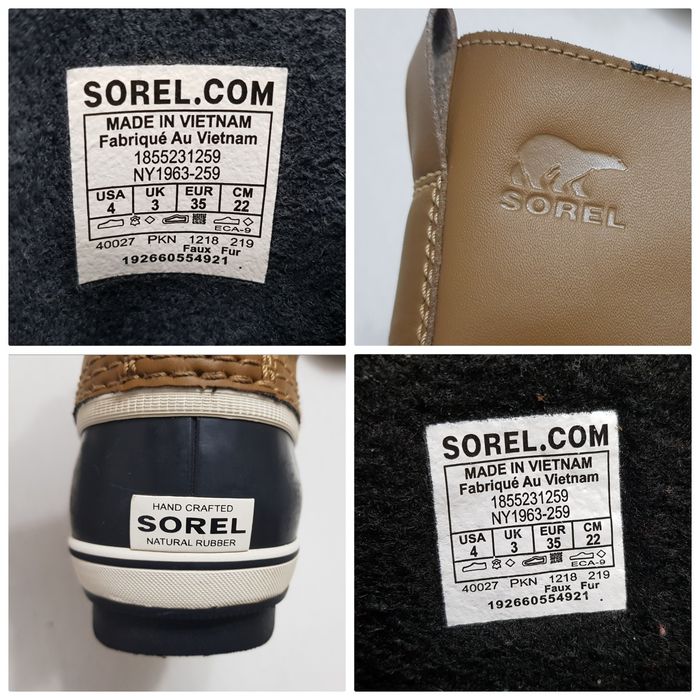 SOREL.COM
MADE IN VIETNAM
Fabriqué Au Vietnam
1855231259
NY1963-259
USA UK EUR CM
4 3 35 22
ECA-9
40027 PKN 1218 219
Faux Fur
192660554921
SOREL
HAND CRAFTED
SOREL
NATURAL RUBBER
SOREL.COM
MADE IN VIETNAM
Fabriqué Au Vietnam
1855231259
NY1963-259
USA UK EUR CM
4 3 35 22
ECA-9
40027 PKN 1218 219
Faux Fur
192660554921